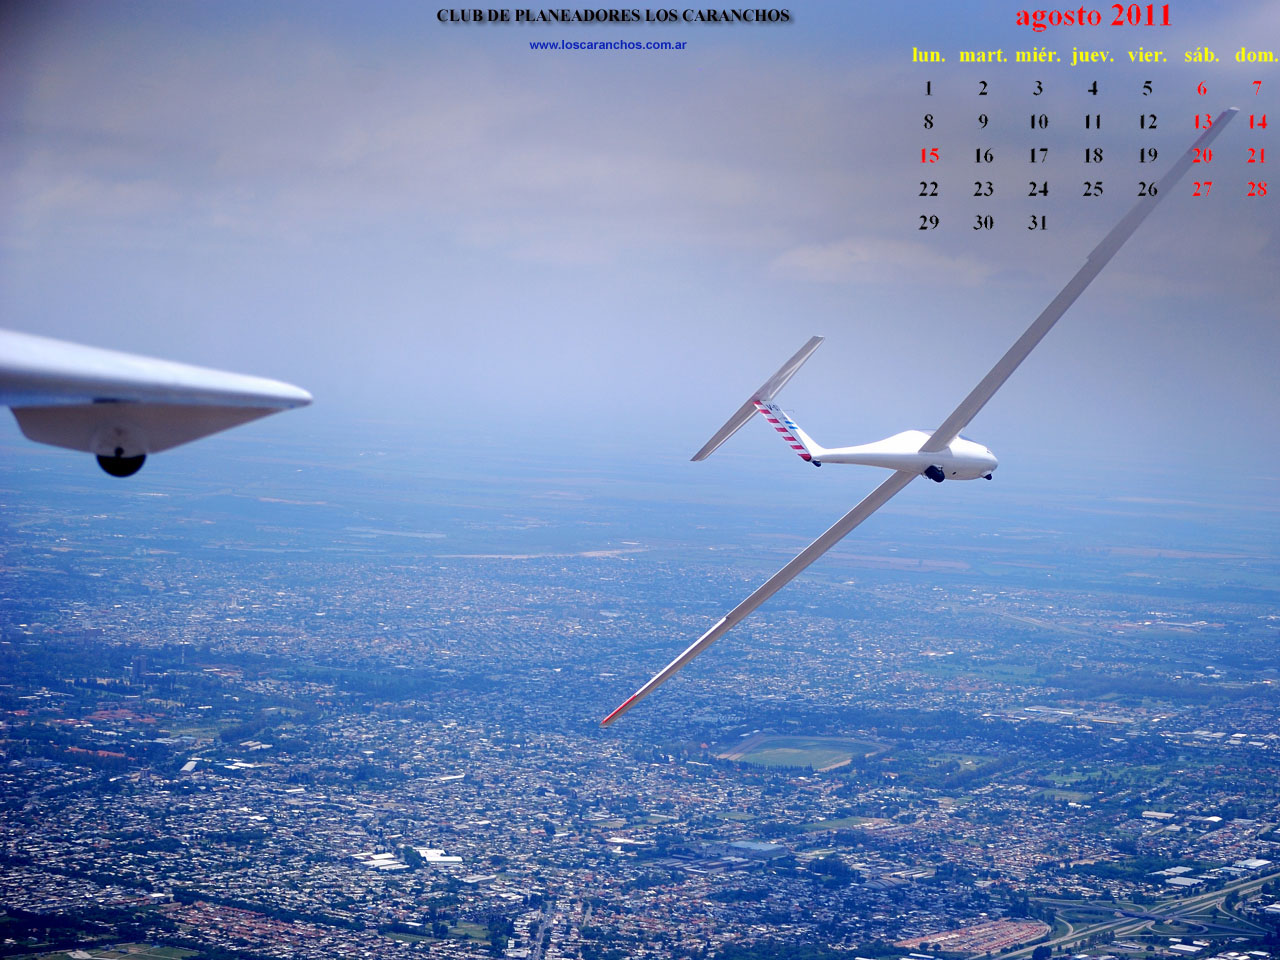 CLUB DE PLANEADORES LOS CARANCHOS
www.loscaranchos.com.ar
agosto 2011
lun. mart. miér. juev. vier. sáb. dom.
1 2 3 4 5 6 7
8 9 10 11 12 13 14
15 16 17 18 19 20 21
22 23 24 25 26 27 28
29 30 31